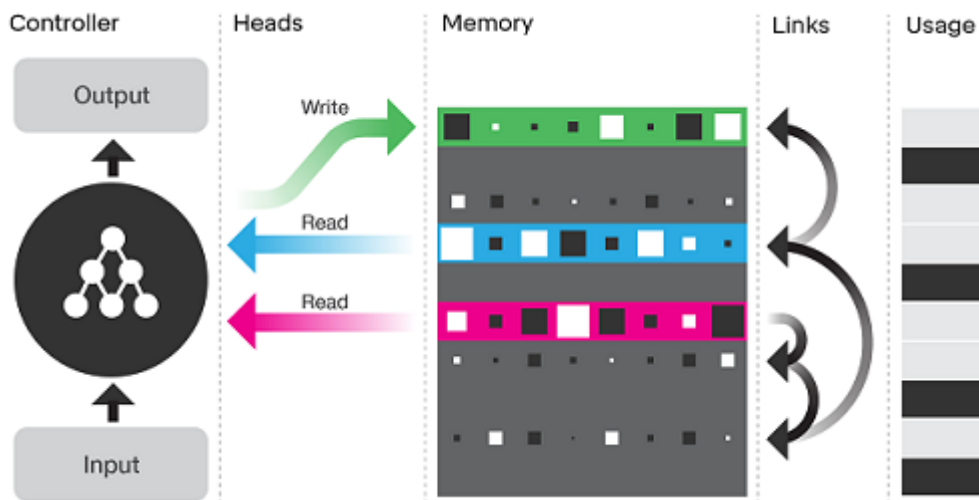 Controller
Heads
Memory
Links
Usage
Output
Write
Read
Read
Input